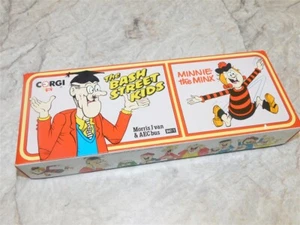 CORGI
THE
BASH
STREET
KIDS
Morris J van
& AEC bus
MINNIE
THE MINX